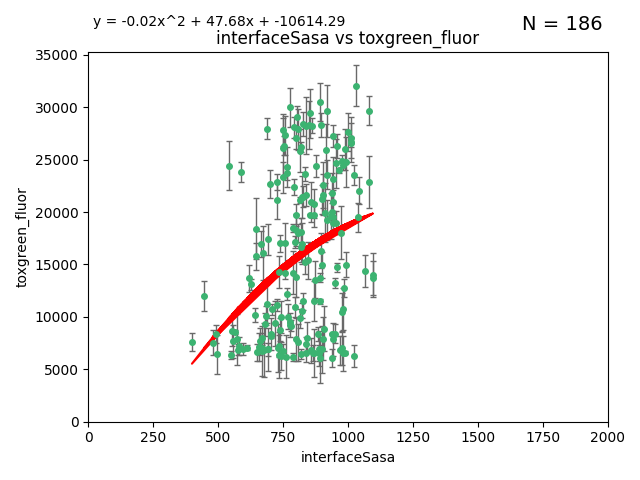 y = -0.02x^2 + 47.68x + -10614.29
N = 186
interfaceSasa vs toxgreen_fluor
35000
30000
25000
20000
15000
10000
5000
0
toxgreen_fluor
0 250 500 750 1000 1250 1500 1750 2000
interfaceSasa